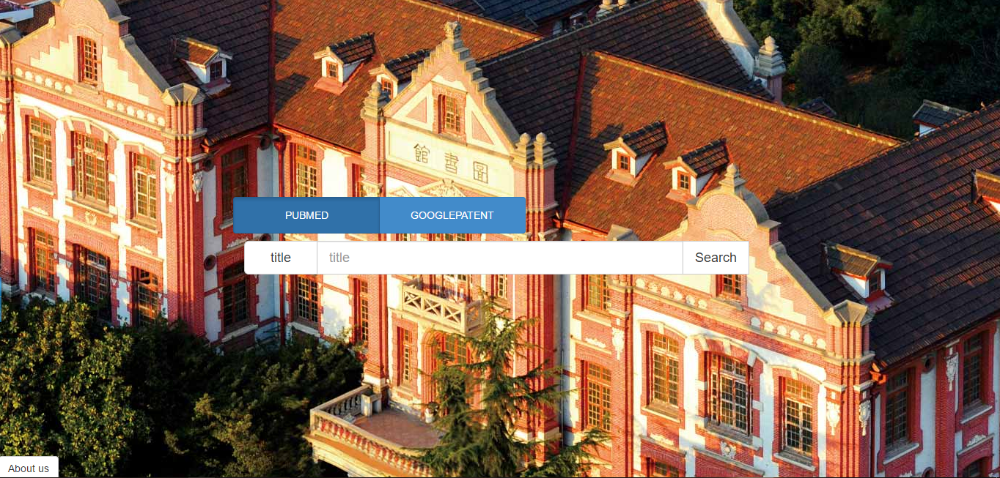 館書圖
PUBMED GOOGLEPATENT
title title Search
About us